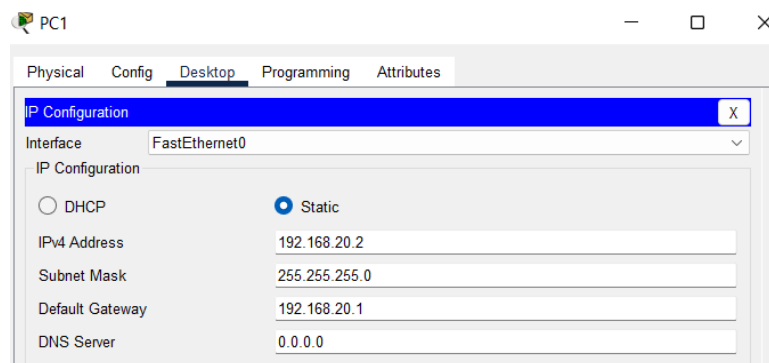 PC1
Physical Config Desktop Programming Attributes
IP Configuration X
Interface FastEthernet0
IP Configuration
DHCP Static
IPv4 Address 192.168.20.2
Subnet Mask 255.255.255.0
Default Gateway 192.168.20.1
DNS Server 0.0.0.0